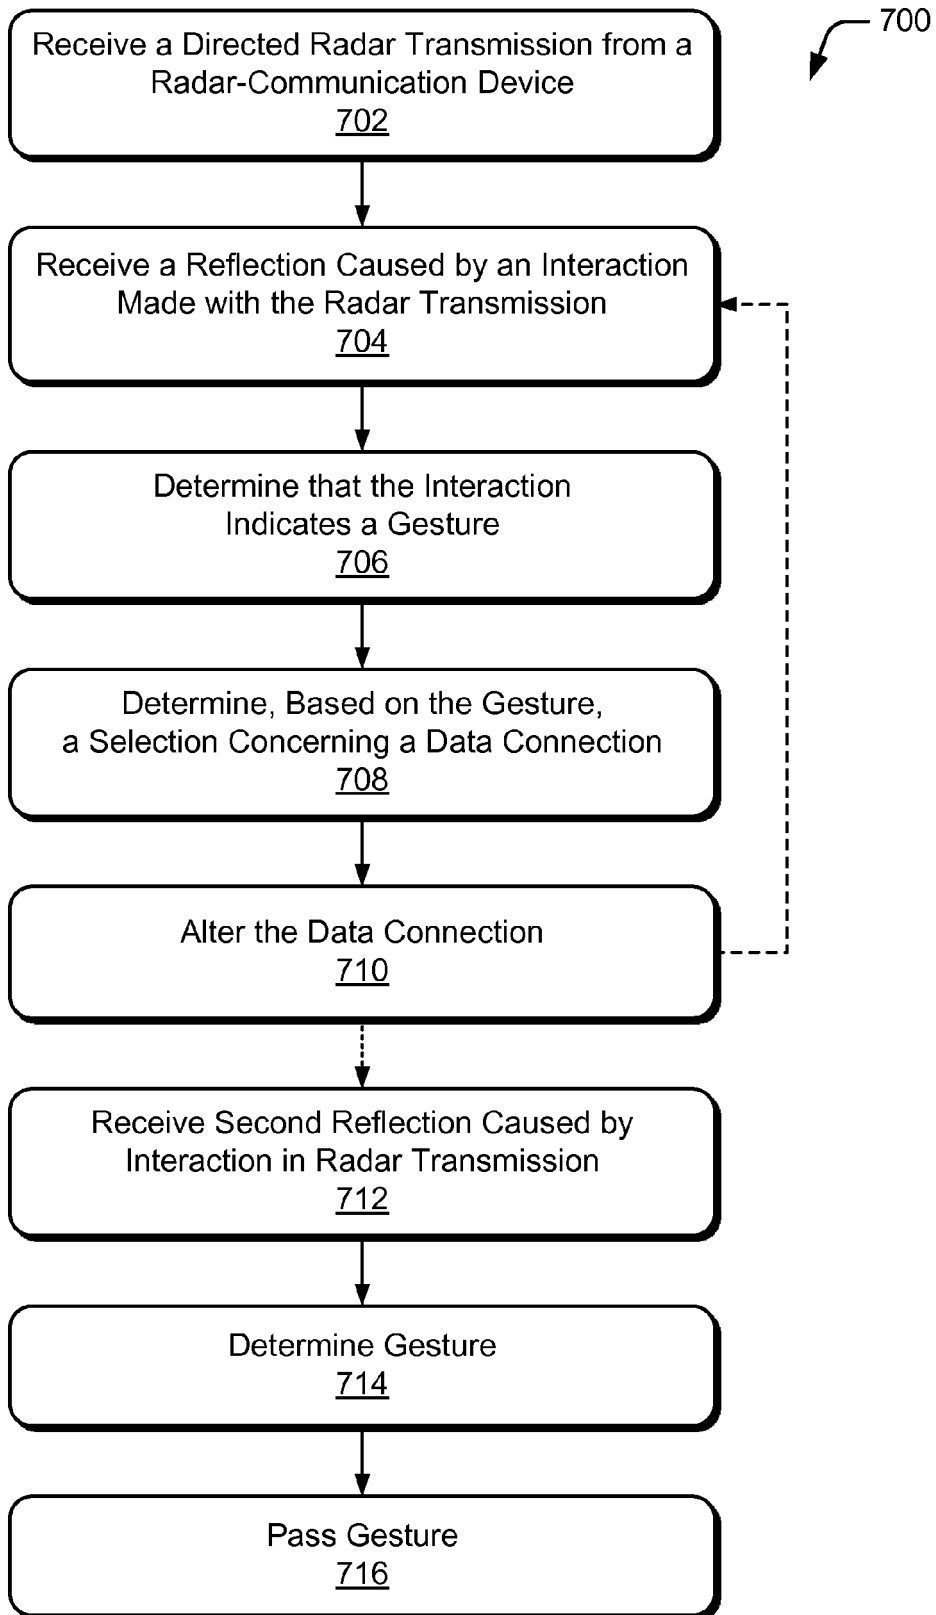 700
Receive a Directed Radar Transmission from a
Radar-Communication Device
702
Receive a Reflection Caused by an Interaction
Made with the Radar Transmission
704
Determine that the Interaction
Indicates a Gesture
706
Determine, Based on the Gesture,
a Selection Concerning a Data Connection
708
Alter the Data Connection
710
Receive Second Reflection Caused by
Interaction in Radar Transmission
712
Determine Gesture
714
Pass Gesture
716